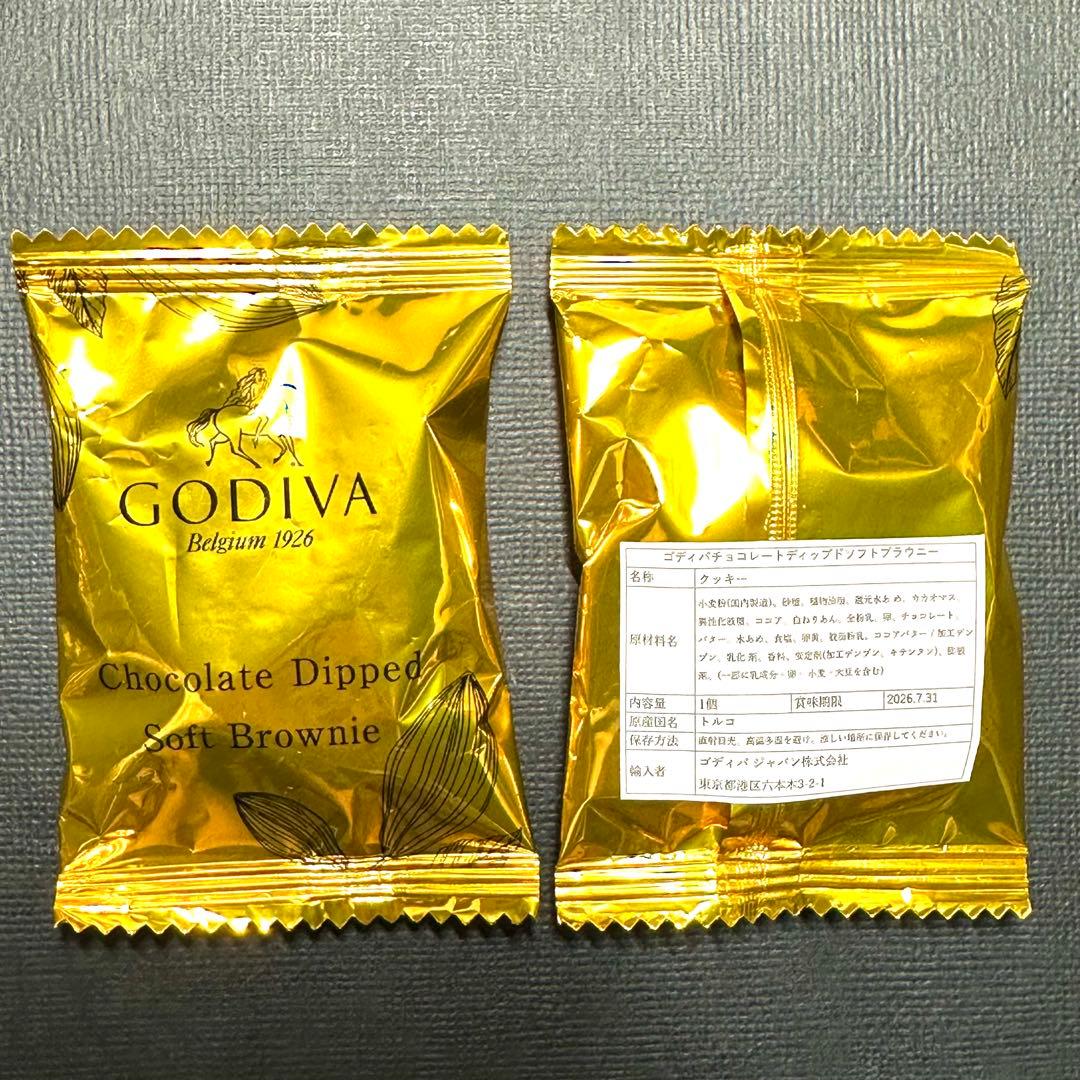 GODIVA
Belgium 1926
Chocolate Dipped
Soft Brownie
ゴディバチョコレートディップドソフトブラウニー
名称 クッキー
原材料名
小麦粉(国内製造)、砂糖、植物油脂、還元水あめ、カカオマス、
異性化液糖、ココア、白ねりあん、全粉乳、卵、チョコレート、
バター、水あめ、食塩、卵黄、脱脂粉乳、ココアバター / 加工デン
プン、乳化剤、香料、安定剤(加工デンプン、キサンタン)、膨張
剤、(一部に乳成分・卵・小麦・大豆を含む)
内容量 1個 賞味期限 2026.7.31
原産国名 トルコ
保存方法 直射日光、高温多湿を避け、涼しい場所に保存してください。
輸入者
ゴディバ ジャパン株式会社
東京都港区六本木3-2-1